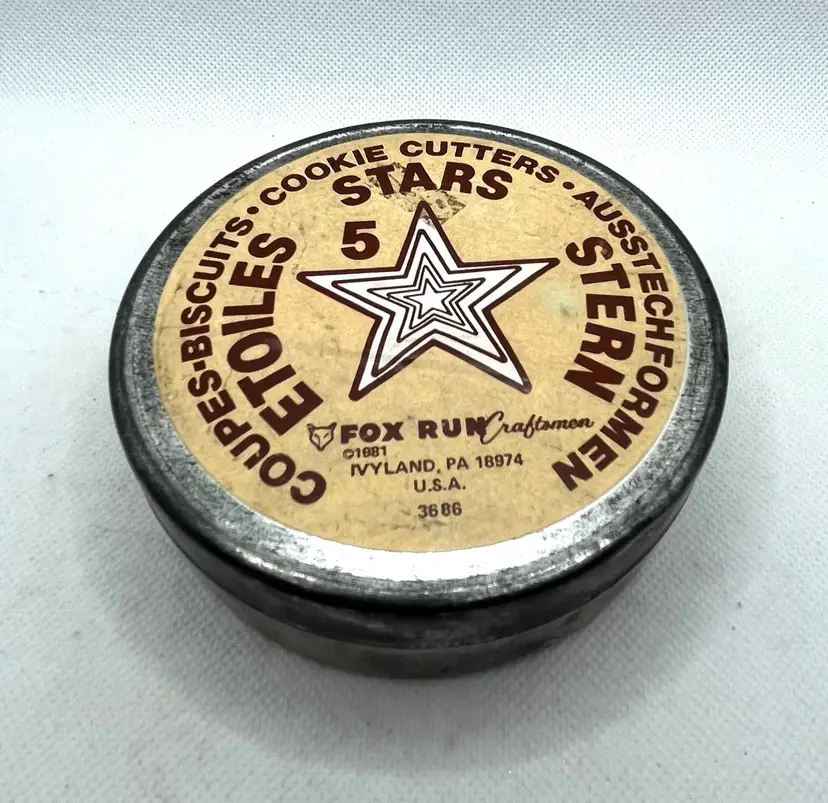 COUPES-BISCUITS • COOKIE CUTTERS • AUSSTECHFORMEN
ETOILES
STARS
STERN
5
FOX RUN Craftsmen
©1981
IVYLAND, PA 18974
U.S.A.
3686